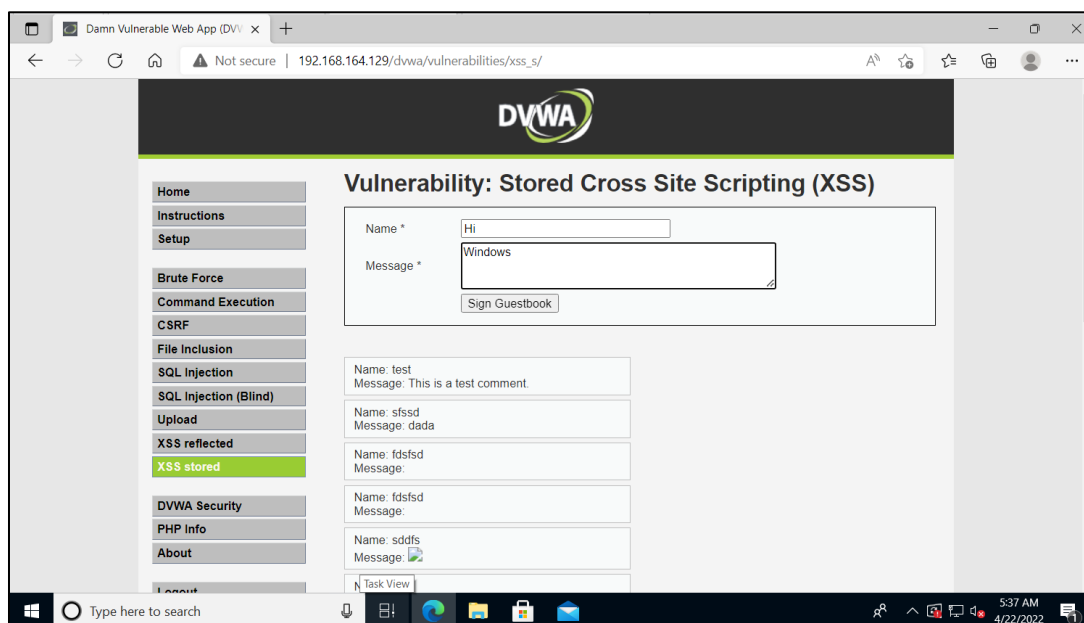 Damn Vulnerable Web App (DVW
Not secure | 192.168.164.129/dvwa/vulnerabilities/xss_s/
DVWA
Home
Instructions
Setup
Brute Force
Command Execution
CSRF
File Inclusion
SQL Injection
SQL Injection (Blind)
Upload
XSS reflected
XSS stored
DVWA Security
PHP Info
About
Logout
Vulnerability: Stored Cross Site Scripting (XSS)
Name * Hi
Message * Windows
Sign Guestbook
Name: test
Message: This is a test comment.
Name: sfssd
Message: dada
Name: fdsfsd
Message:
Name: fdsfsd
Message:
Name: sddfs
Message:
Task View
Type here to search
5:37 AM
4/22/2022